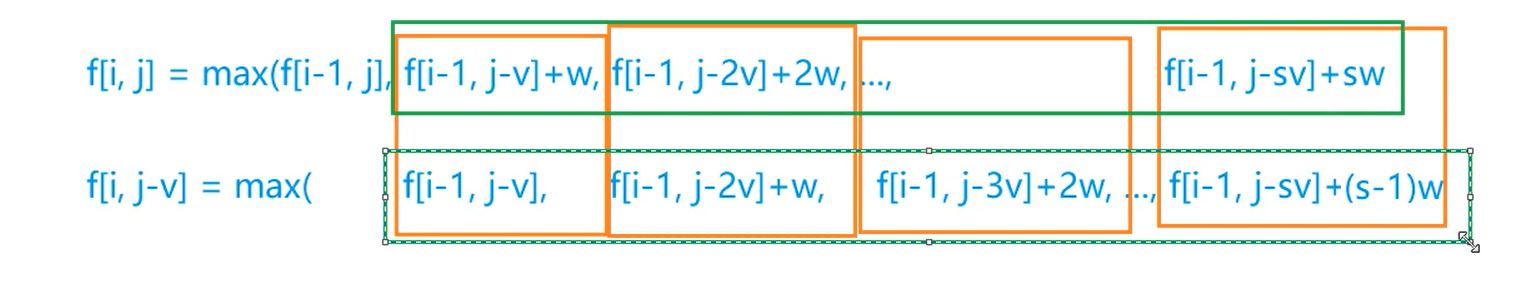 f[i, j] = max(f[i-1, j], f[i-1, j-v]+w, f[i-1, j-2v]+2w, ..., f[i-1, j-sv]+sw
f[i, j-v] = max( f[i-1, j-v], f[i-1, j-2v]+w, f[i-1, j-3v]+2w, ..., f[i-1, j-sv]+(s-1)w